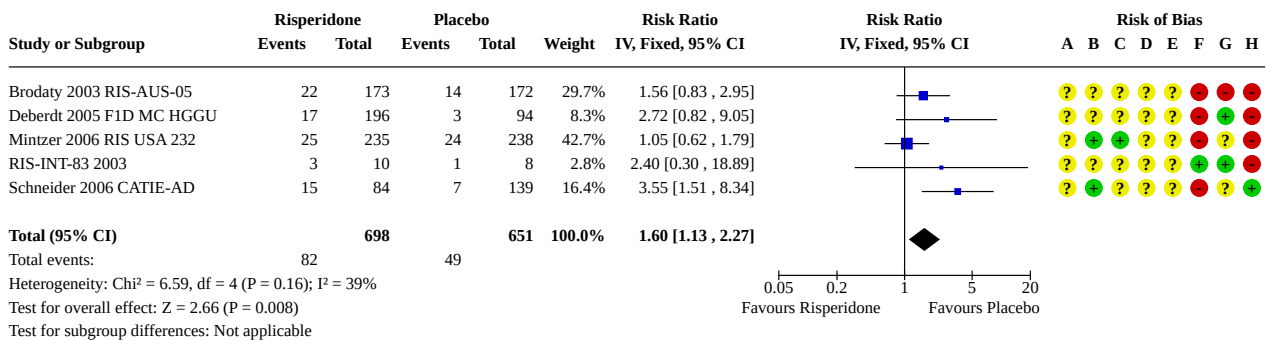 Risperidone Placebo Risk Ratio Risk Ratio Risk of Bias
Study or Subgroup Events Total Events Total Weight IV, Fixed, 95% CI IV, Fixed, 95% CI A B C D E F G H
Brodaty 2003 RIS-AUS-05 22 173 14 172 29.7% 1.56 [0.83 , 2.95] ? ? ? ? ? - - -
Deberdt 2005 F1D MC HGGU 17 196 3 94 8.3% 2.72 [0.82 , 9.05] ? ? ? ? ? - + -
Mintzer 2006 RIS USA 232 25 235 24 238 42.7% 1.05 [0.62 , 1.79] ? + + ? ? - ? -
RIS-INT-83 2003 3 10 1 8 2.8% 2.40 [0.30 , 18.89] ? ? ? ? ? + + -
Schneider 2006 CATIE-AD 15 84 7 139 16.4% 3.55 [1.51 , 8.34] ? + ? ? ? - ? +
Total (95% CI) 698 651 100.0% 1.60 [1.13 , 2.27]
Total events: 82 49
Heterogeneity: Chi² = 6.59, df = 4 (P = 0.16); I² = 39%
0.05 0.2 1 5 20
Test for overall effect: Z = 2.66 (P = 0.008)
Favours Risperidone Favours Placebo
Test for subgroup differences: Not applicable